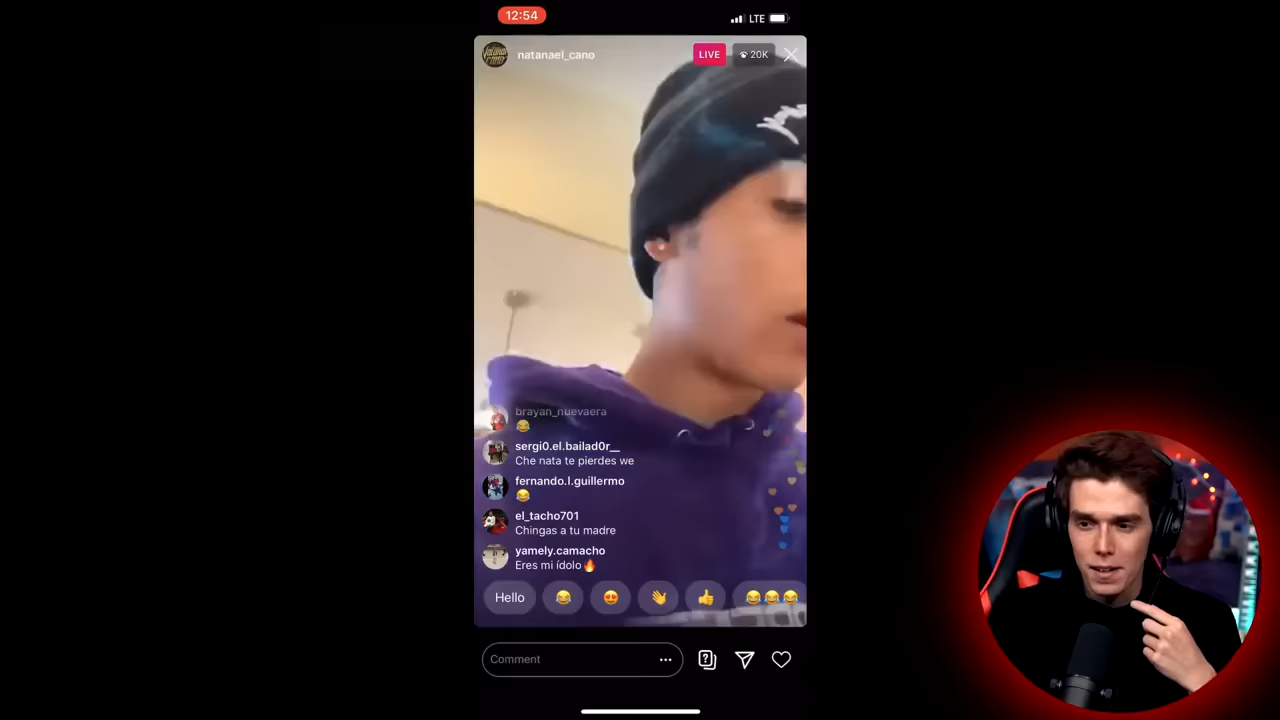 12:54
LTE
natanael_cano
LIVE
20K
brayan_nuevaera
😂
sergi0.el.bailad0r__
Che nata te pierdes we
fernando.l.guillermo
😂
el_tacho701
Chingas a tu madre
yamely.camacho
Eres mi ídolo🔥
Hello
😂
😍
👋
👍
😂😂😂
Comment